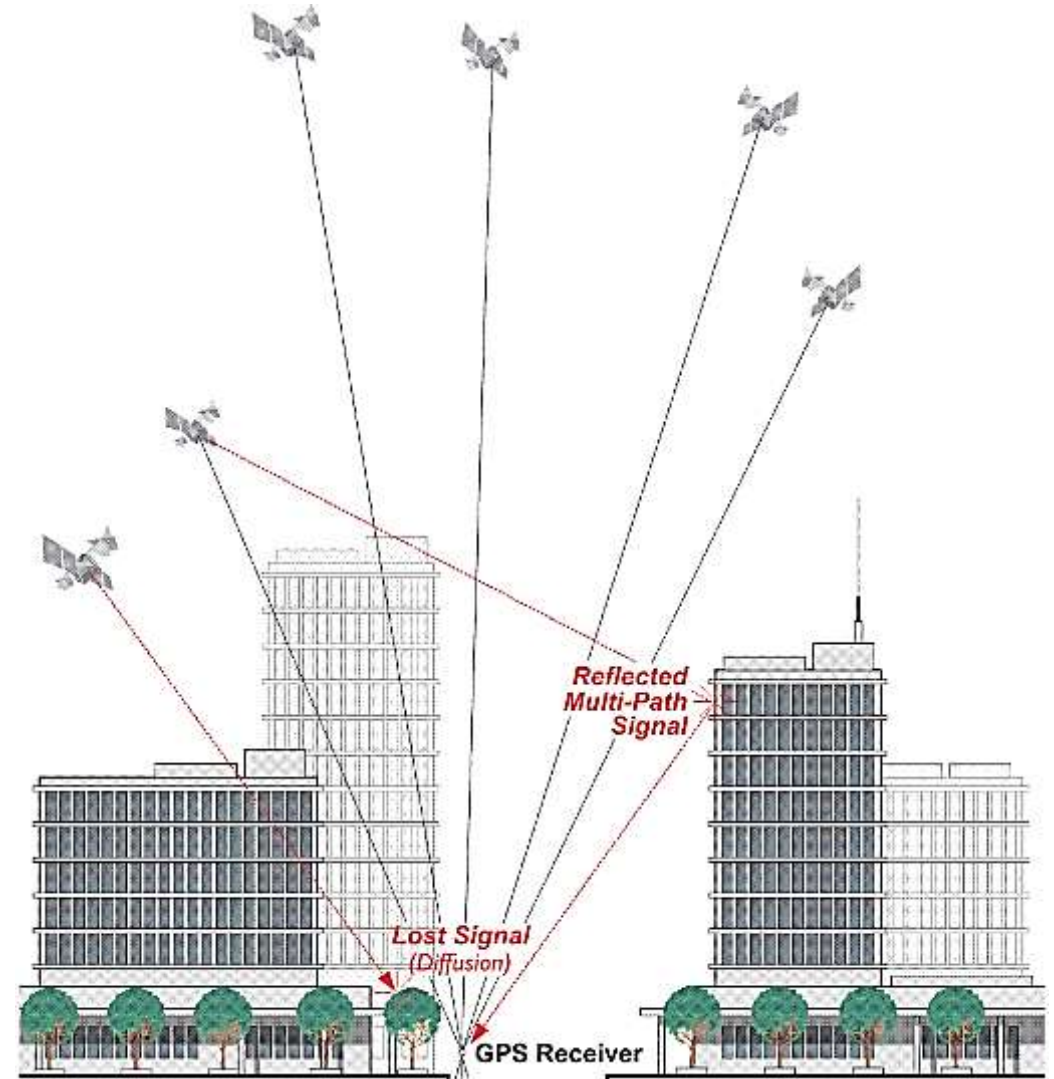 Reflected
Multi-Path
Signal
Lost Signal
(Diffusion)
GPS Receiver